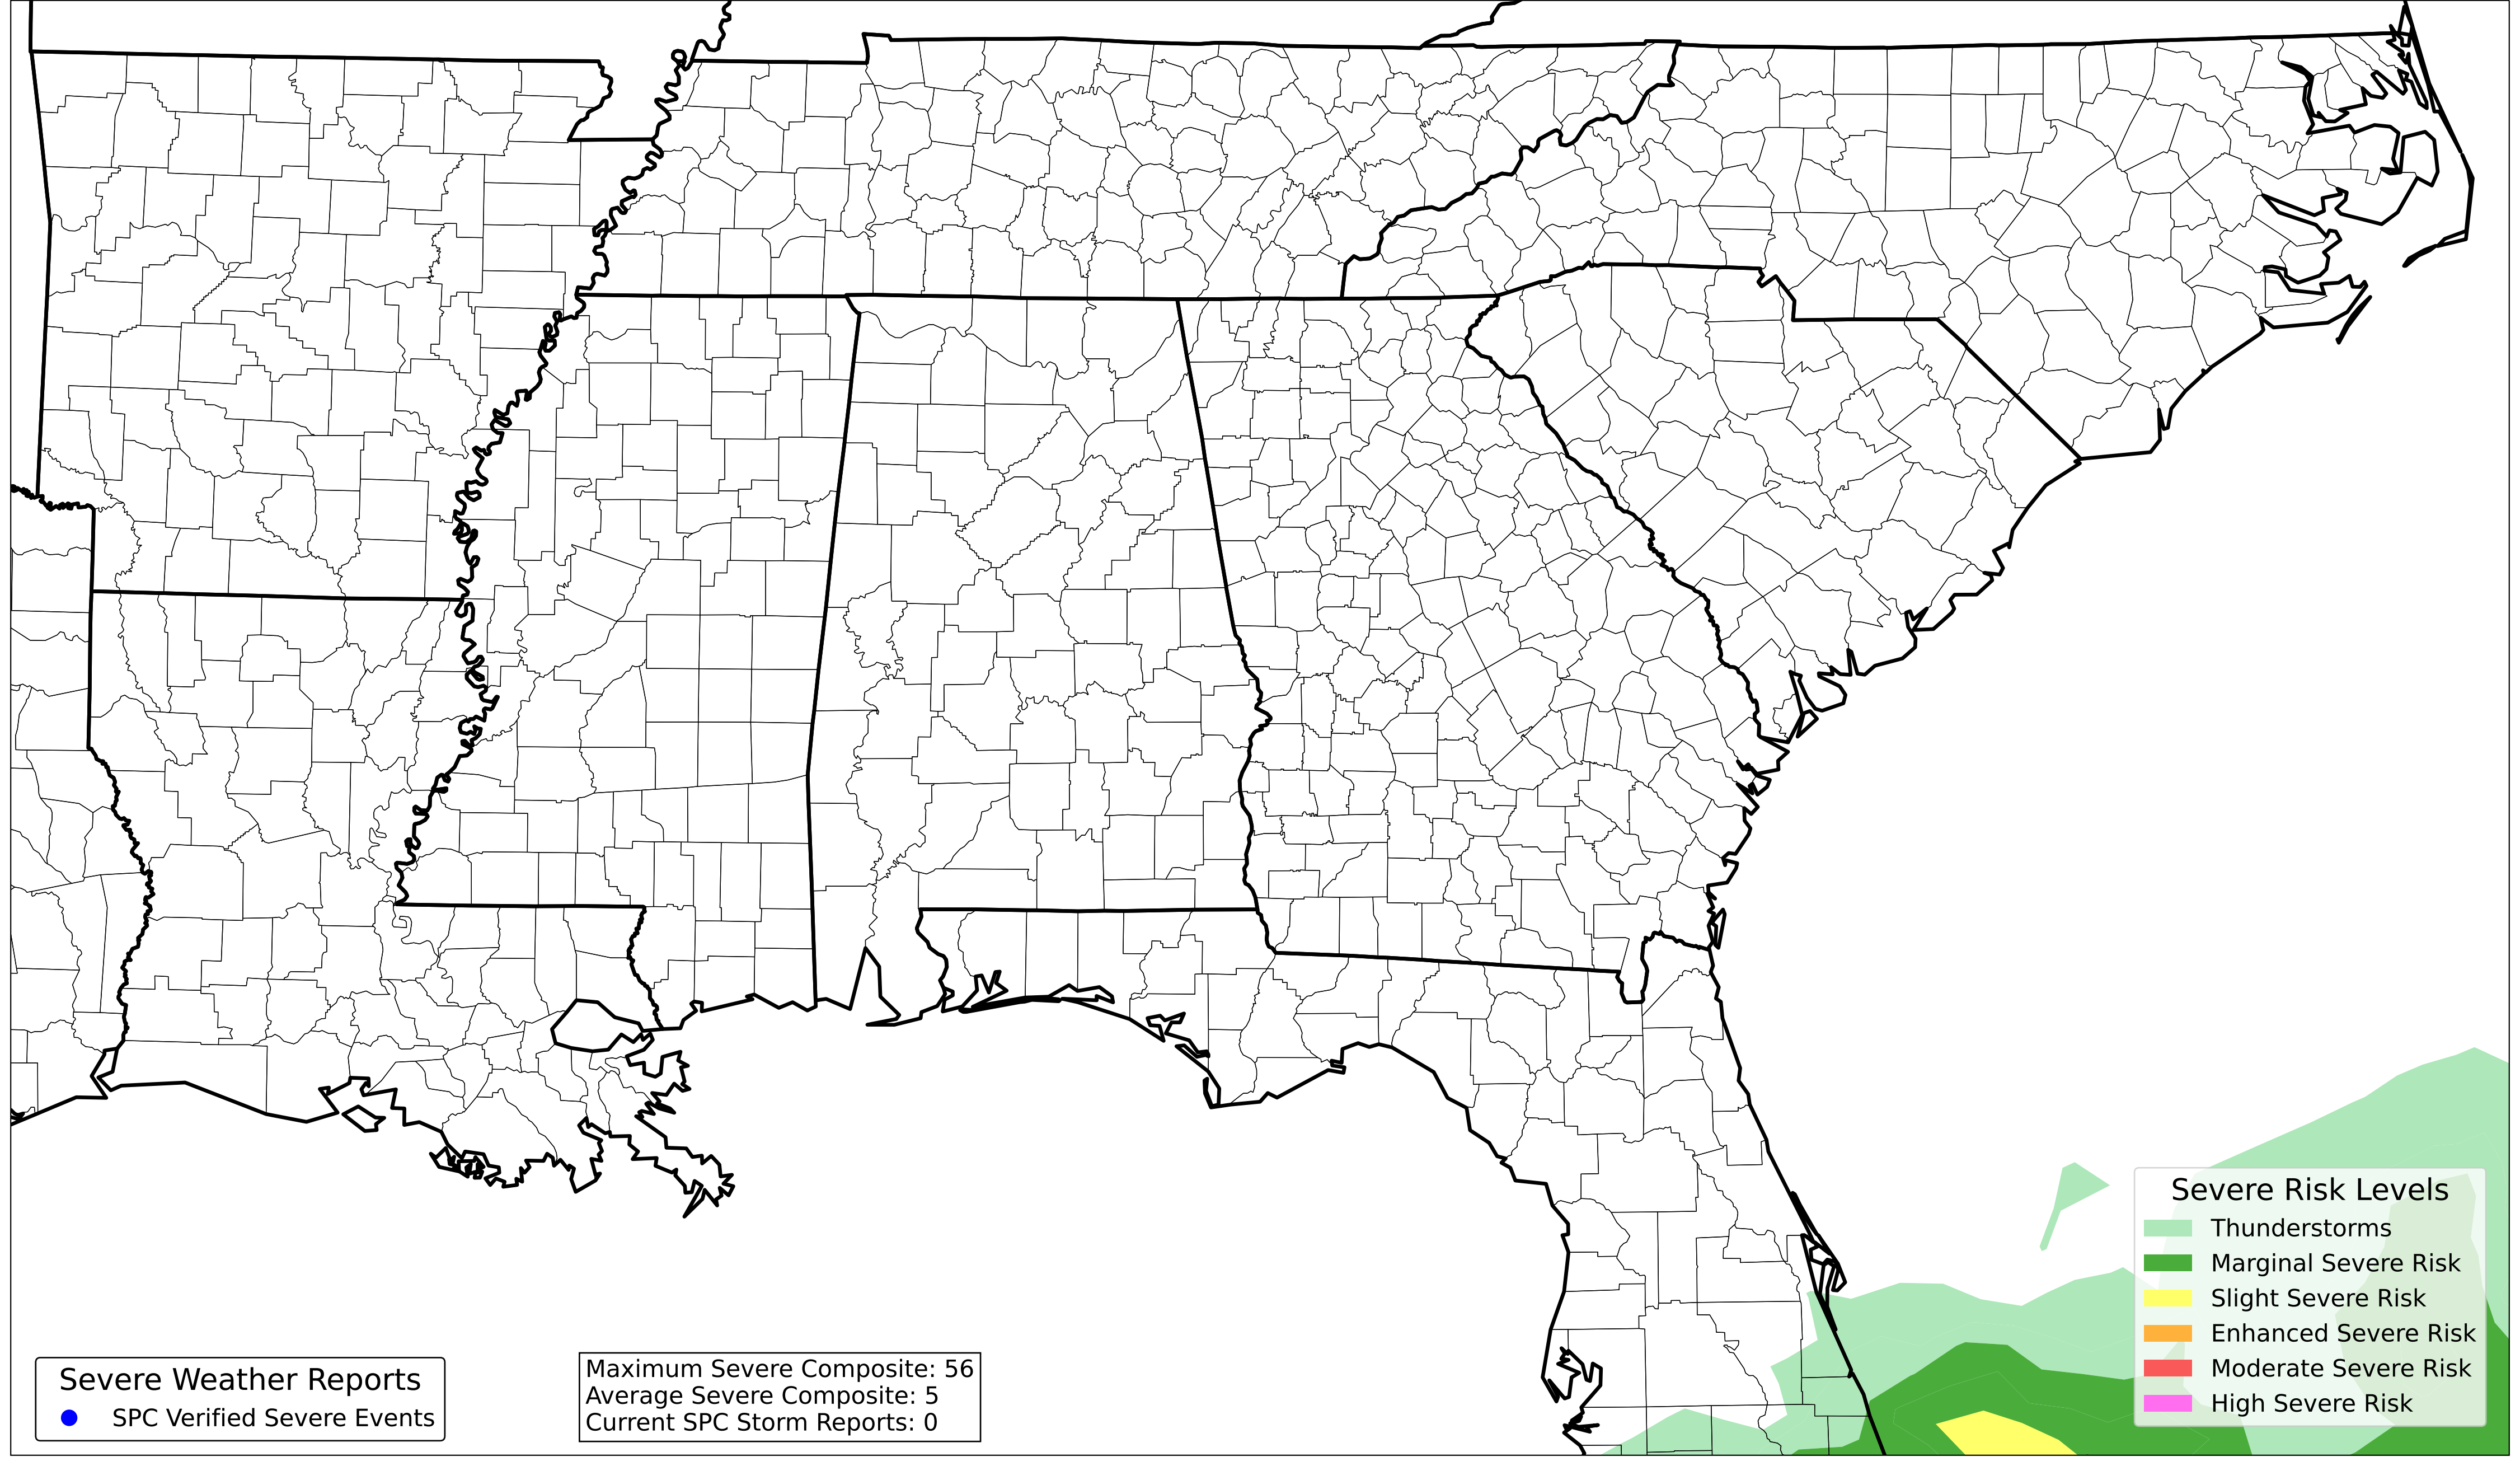 Severe Weather Reports
SPC Verified Severe Events
Maximum Severe Composite: 56
Average Severe Composite: 5
Current SPC Storm Reports: 0
Severe Risk Levels
Thunderstorms
Marginal Severe Risk
Slight Severe Risk
Enhanced Severe Risk
Moderate Severe Risk
High Severe Risk